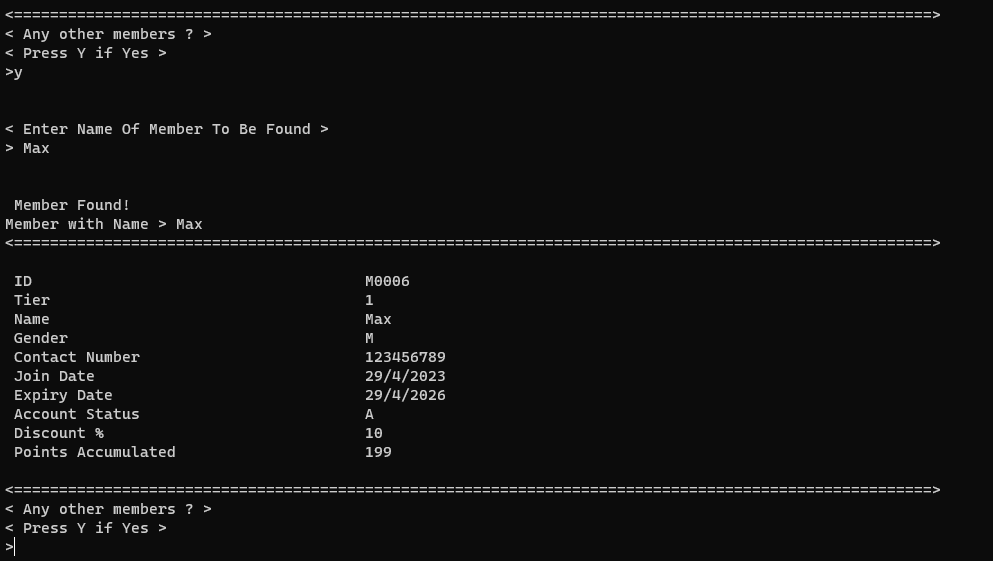 <======================================================================================================>
< Any other members ? >
< Press Y if Yes >
>y
< Enter Name Of Member To Be Found >
> Max
Member Found!
Member with Name > Max
<======================================================================================================>
ID M0006
Tier 1
Name Max
Gender M
Contact Number 123456789
Join Date 29/4/2023
Expiry Date 29/4/2026
Account Status A
Discount % 10
Points Accumulated 199
<======================================================================================================>
< Any other members ? >
< Press Y if Yes >
>